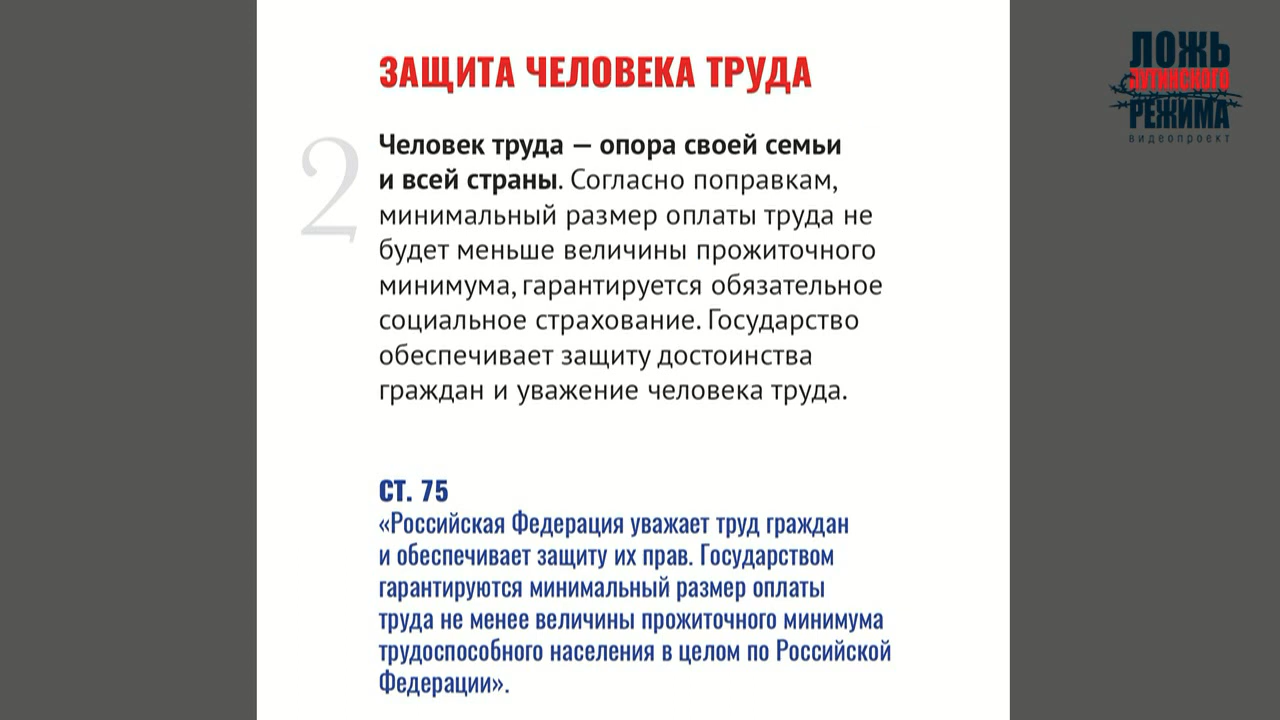 ЗАЩИТА ЧЕЛОВЕКА ТРУДА
2
Человек труда — опора своей семьи
и всей страны. Согласно поправкам,
минимальный размер оплаты труда не
будет меньше величины прожиточного
минимума, гарантируется обязательное
социальное страхование. Государство
обеспечивает защиту достоинства
граждан и уважение человека труда.
СТ. 75
«Российская Федерация уважает труд граждан
и обеспечивает защиту их прав. Государством
гарантируются минимальный размер оплаты
труда не менее величины прожиточного минимума
трудоспособного населения в целом по Российской
Федерации».
ЛОЖЬ
ПУТИНСКОГО
РЕЖИМА
видеопроект